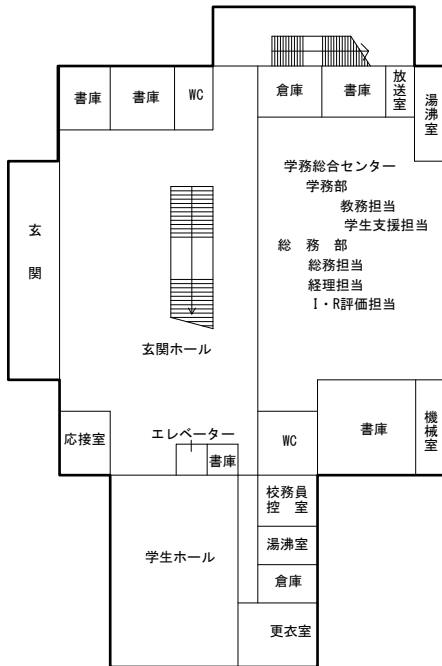 書庫
書庫
WC
倉庫
書庫
放送室
湯沸室
学務総合センター
学務部
教務担当
学生支援担当
総　務　部
総務担当
経理担当
I・R評価担当
玄関
玄関ホール
応接室
エレベーター
書庫
WC
書庫
機械室
校務員
控　室
学生ホール
湯沸室
倉庫
更衣室